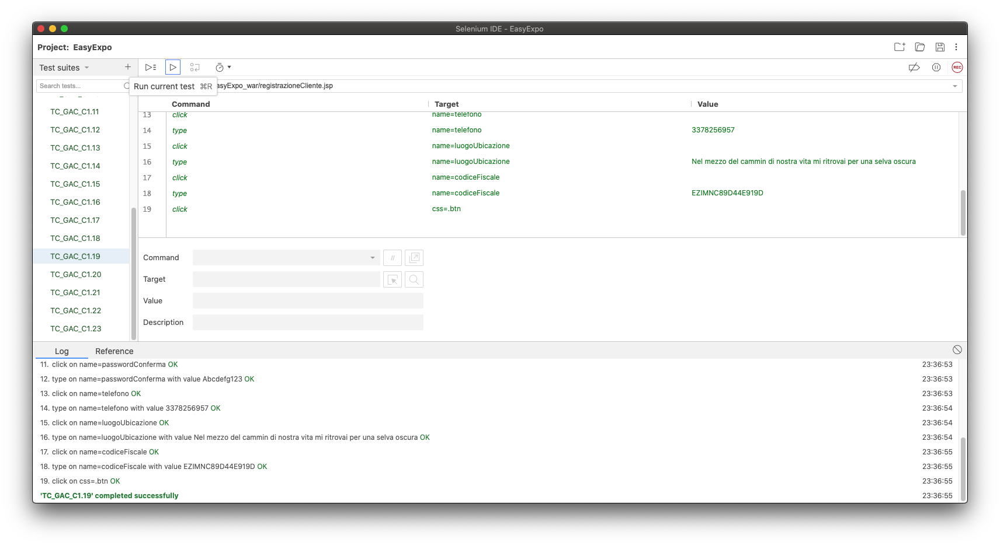 Selenium IDE - EasyExpo
Project: EasyExpo
Test suites
+
REC
Search tests...
Run current test ⌘R
asyExpo_war/registrazioneCliente.jsp
Command Target Value
TC_GAC_C1.11
TC_GAC_C1.12
TC_GAC_C1.13
TC_GAC_C1.14
TC_GAC_C1.15
TC_GAC_C1.16
TC_GAC_C1.17
TC_GAC_C1.18
TC_GAC_C1.19
TC_GAC_C1.20
TC_GAC_C1.21
TC_GAC_C1.22
TC_GAC_C1.23
13 click name=telefono
14 type name=telefono 3378256957
15 click name=luogoUbicazione
16 type name=luogoUbicazione Nel mezzo del cammin di nostra vita mi ritrovai per una selva oscura
17 click name=codiceFiscale
18 type name=codiceFiscale EZIMNC89D44E919D
19 click css=.btn
Command //
Target
Value
Description
Log Reference
11. click on name=passwordConferma OK 23:36:53
12. type on name=passwordConferma with value Abcdefg123 OK 23:36:53
13. click on name=telefono OK 23:36:53
14. type on name=telefono with value 3378256957 OK 23:36:54
15. click on name=luogoUbicazione OK 23:36:54
16. type on name=luogoUbicazione with value Nel mezzo del cammin di nostra vita mi ritrovai per una selva oscura OK 23:36:54
17. click on name=codiceFiscale OK 23:36:55
18. type on name=codiceFiscale with value EZIMNC89D44E919D OK 23:36:55
19. click on css=.btn OK 23:36:55
'TC_GAC_C1.19' completed successfully 23:36:55